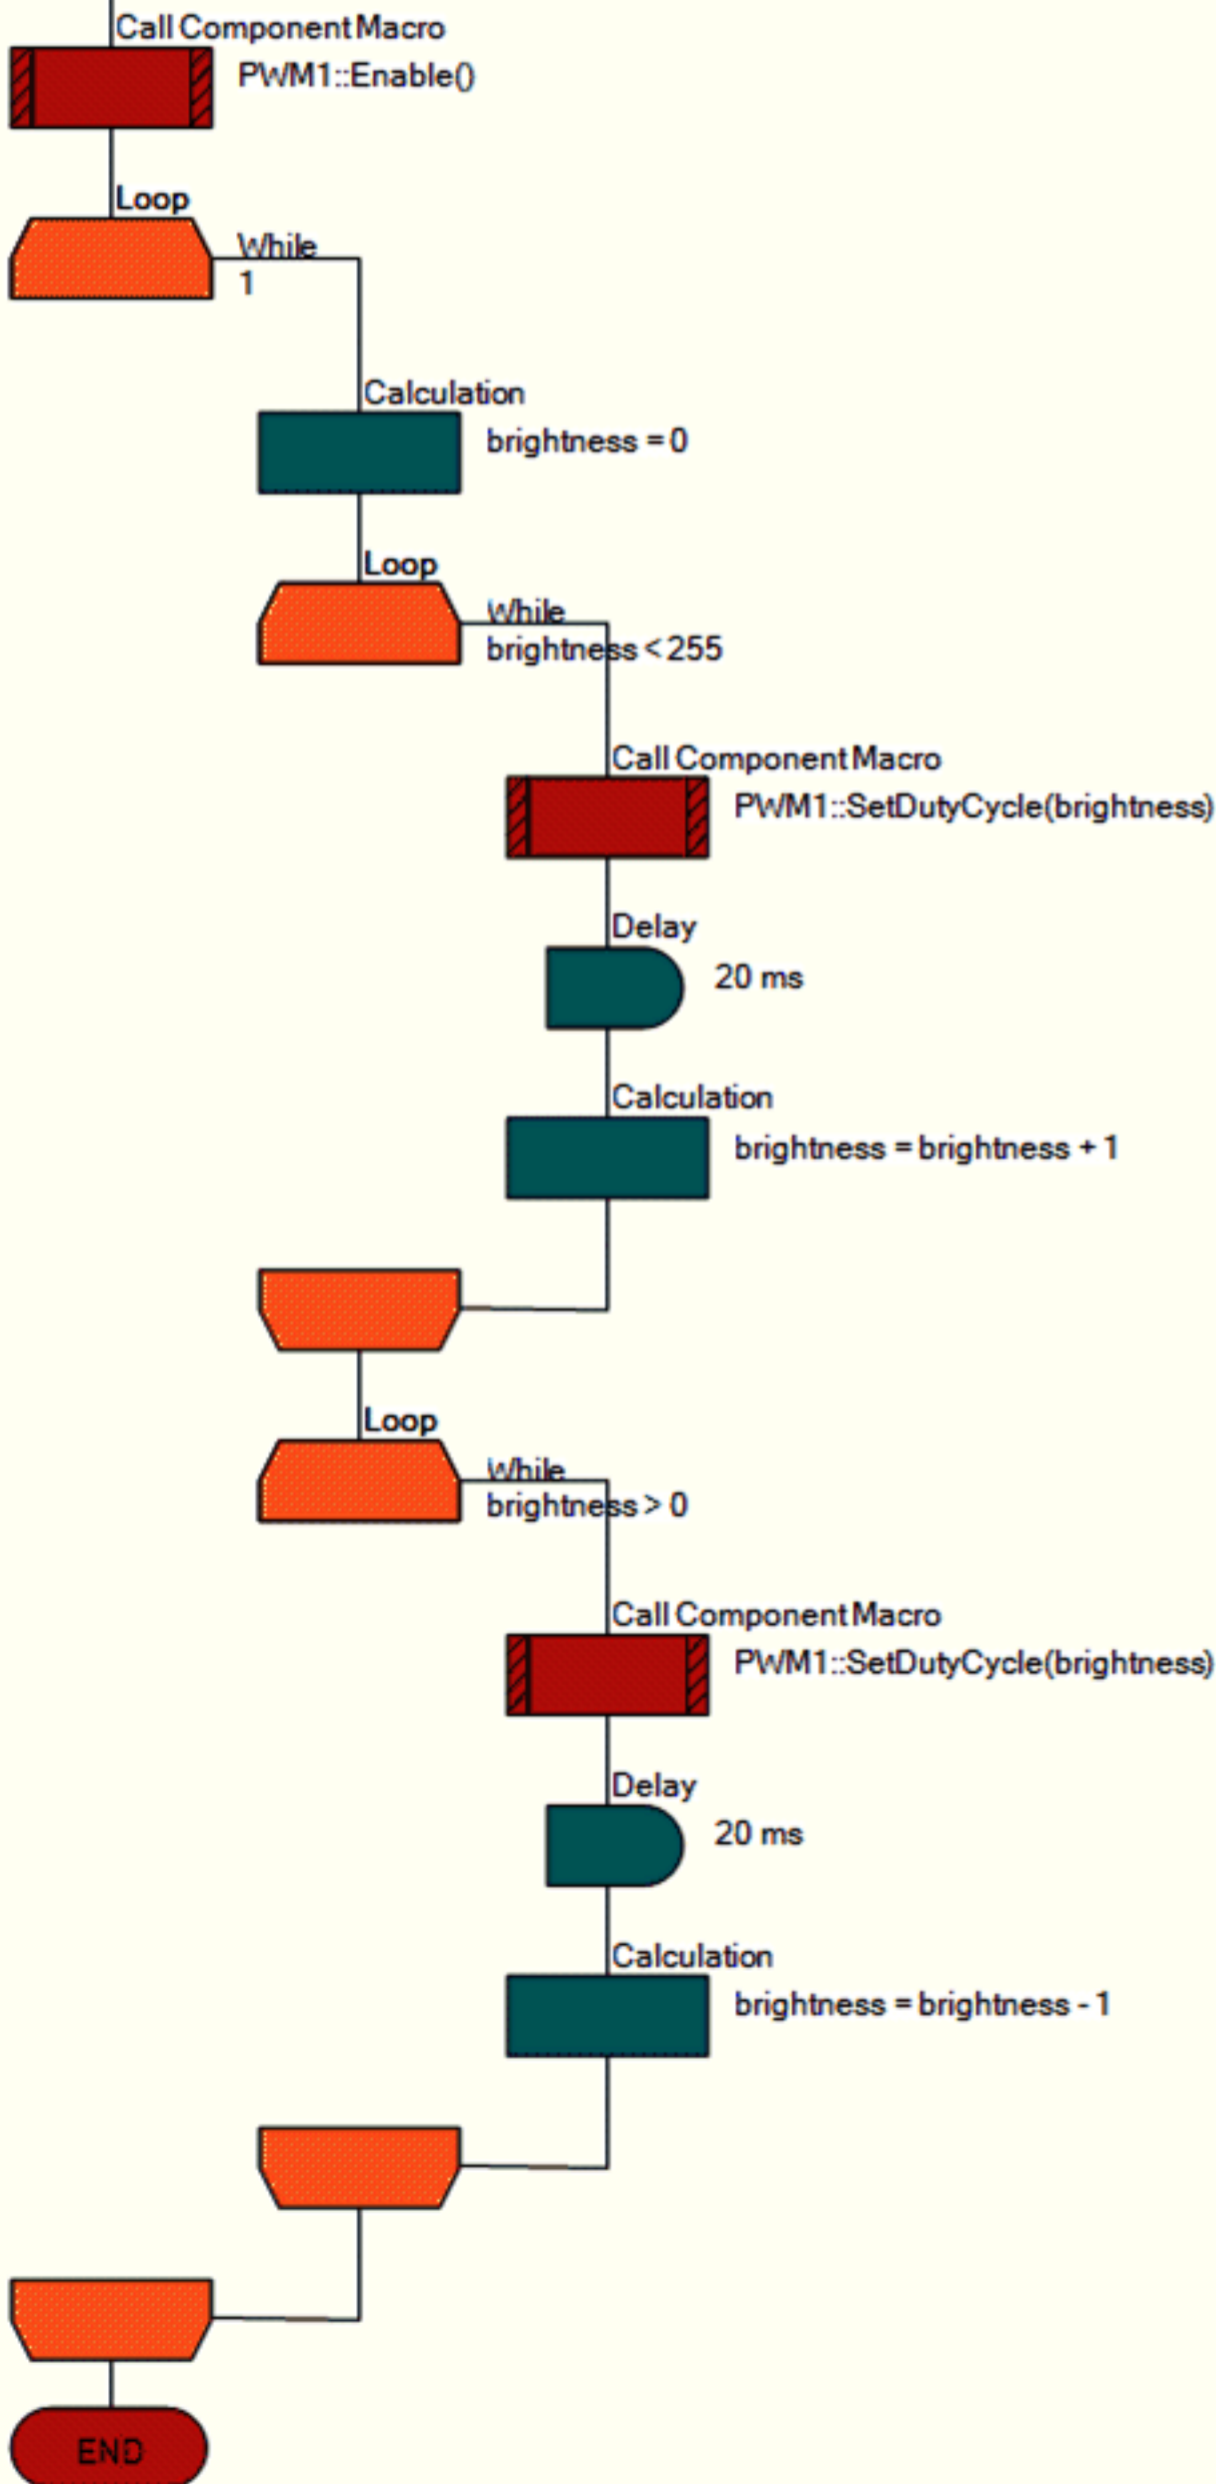 Call Component Macro
PWM1::Enable()
Loop
While
1
Calculation
brightness = 0
Loop
While
brightness < 255
Call Component Macro
PWM1::SetDutyCycle(brightness)
Delay
20 ms
Calculation
brightness = brightness + 1
Loop
While
brightness > 0
Call Component Macro
PWM1::SetDutyCycle(brightness)
Delay
20 ms
Calculation
brightness = brightness - 1
END